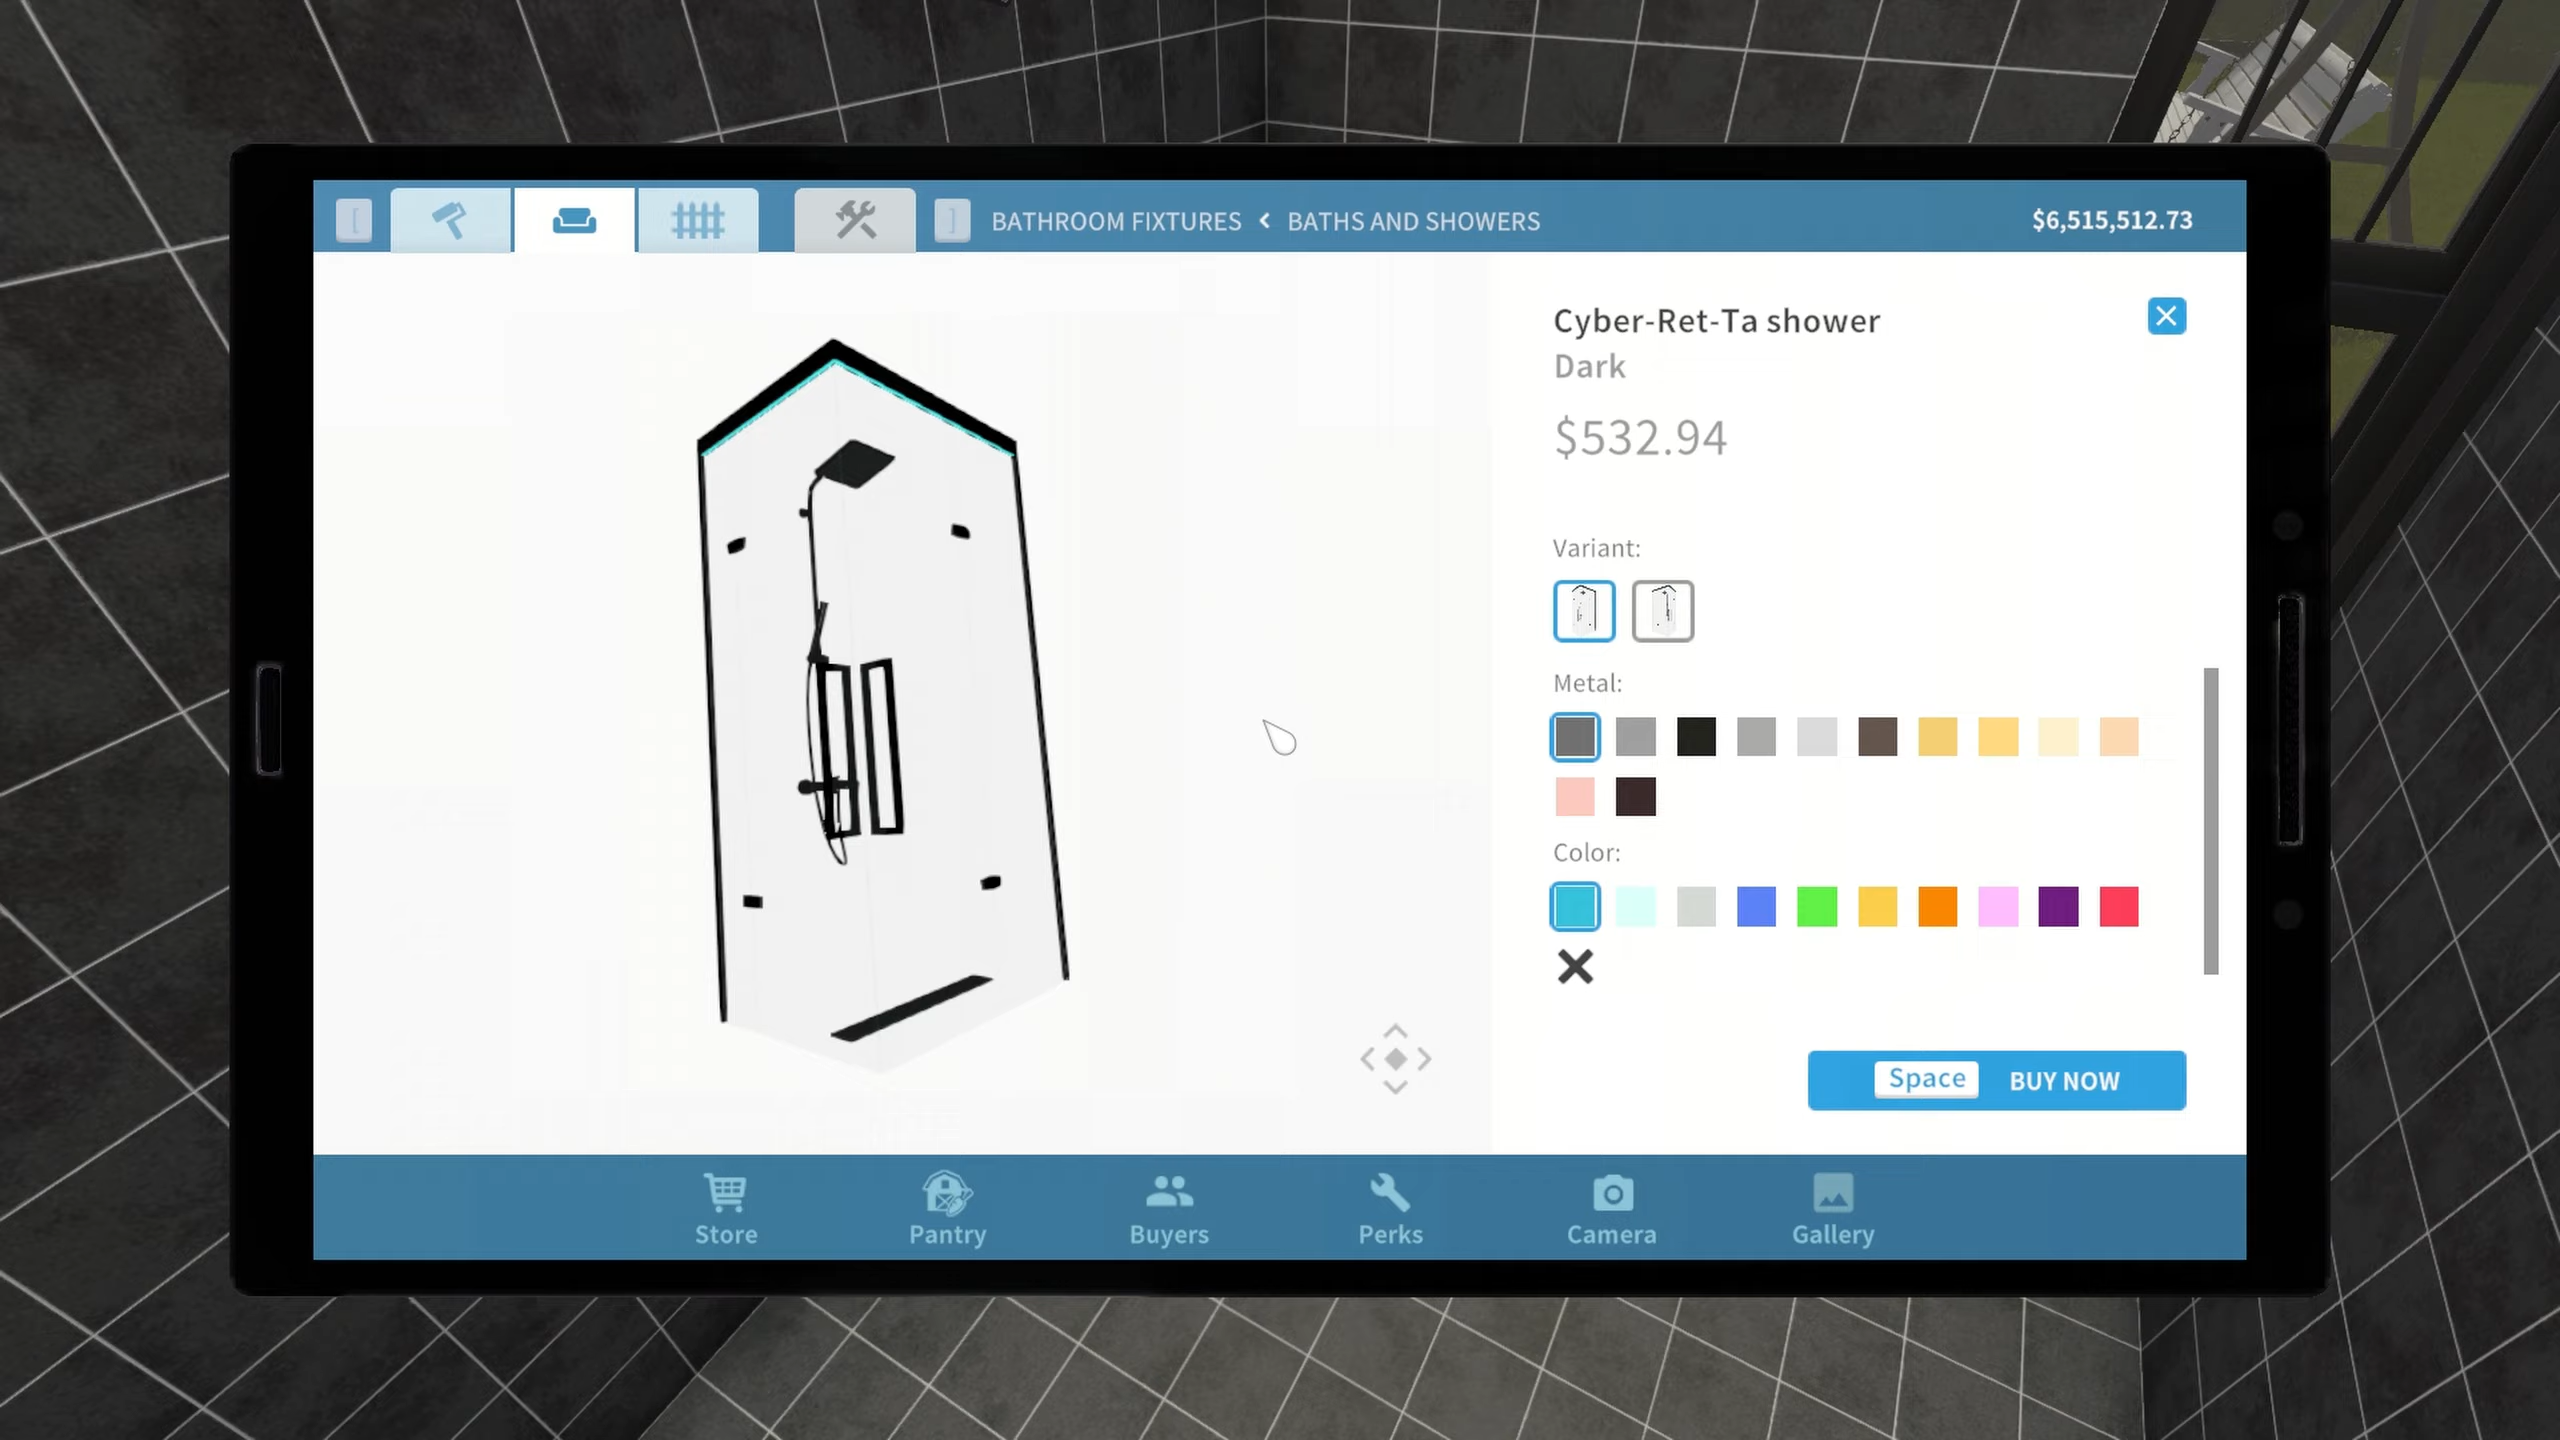 [
]
BATHROOM FIXTURES < BATHS AND SHOWERS
$6,515,512.73
Cyber-Ret-Ta shower
Dark
$532.94
Variant:
Metal:
Color:
Space BUY NOW
Store
Pantry
Buyers
Perks
Camera
Gallery